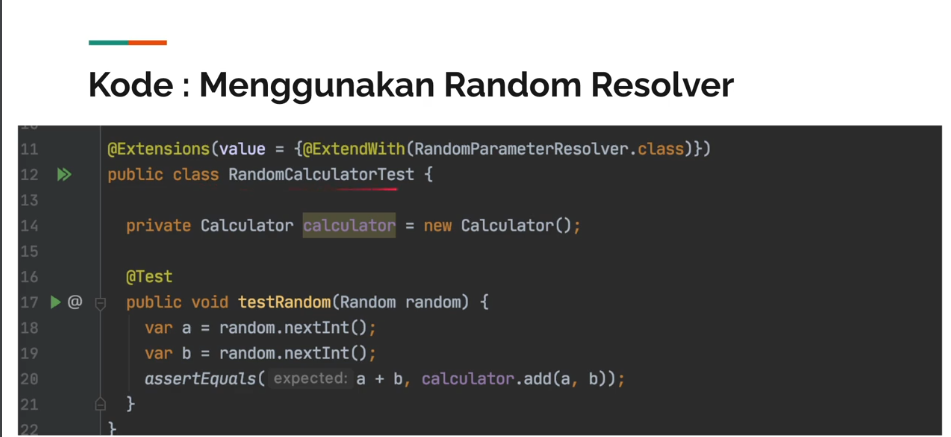 Kode : Menggunakan Random Resolver
11 @Extensions(value = {@ExtendWith(RandomParameterResolver.class)})
12 public class RandomCalculatorTest {
13
14 private Calculator calculator = new Calculator();
15
16 @Test
17 @ public void testRandom(Random random) {
18 var a = random.nextInt();
19 var b = random.nextInt();
20 assertEquals( expected: a + b, calculator.add(a, b));
21 }
22 }